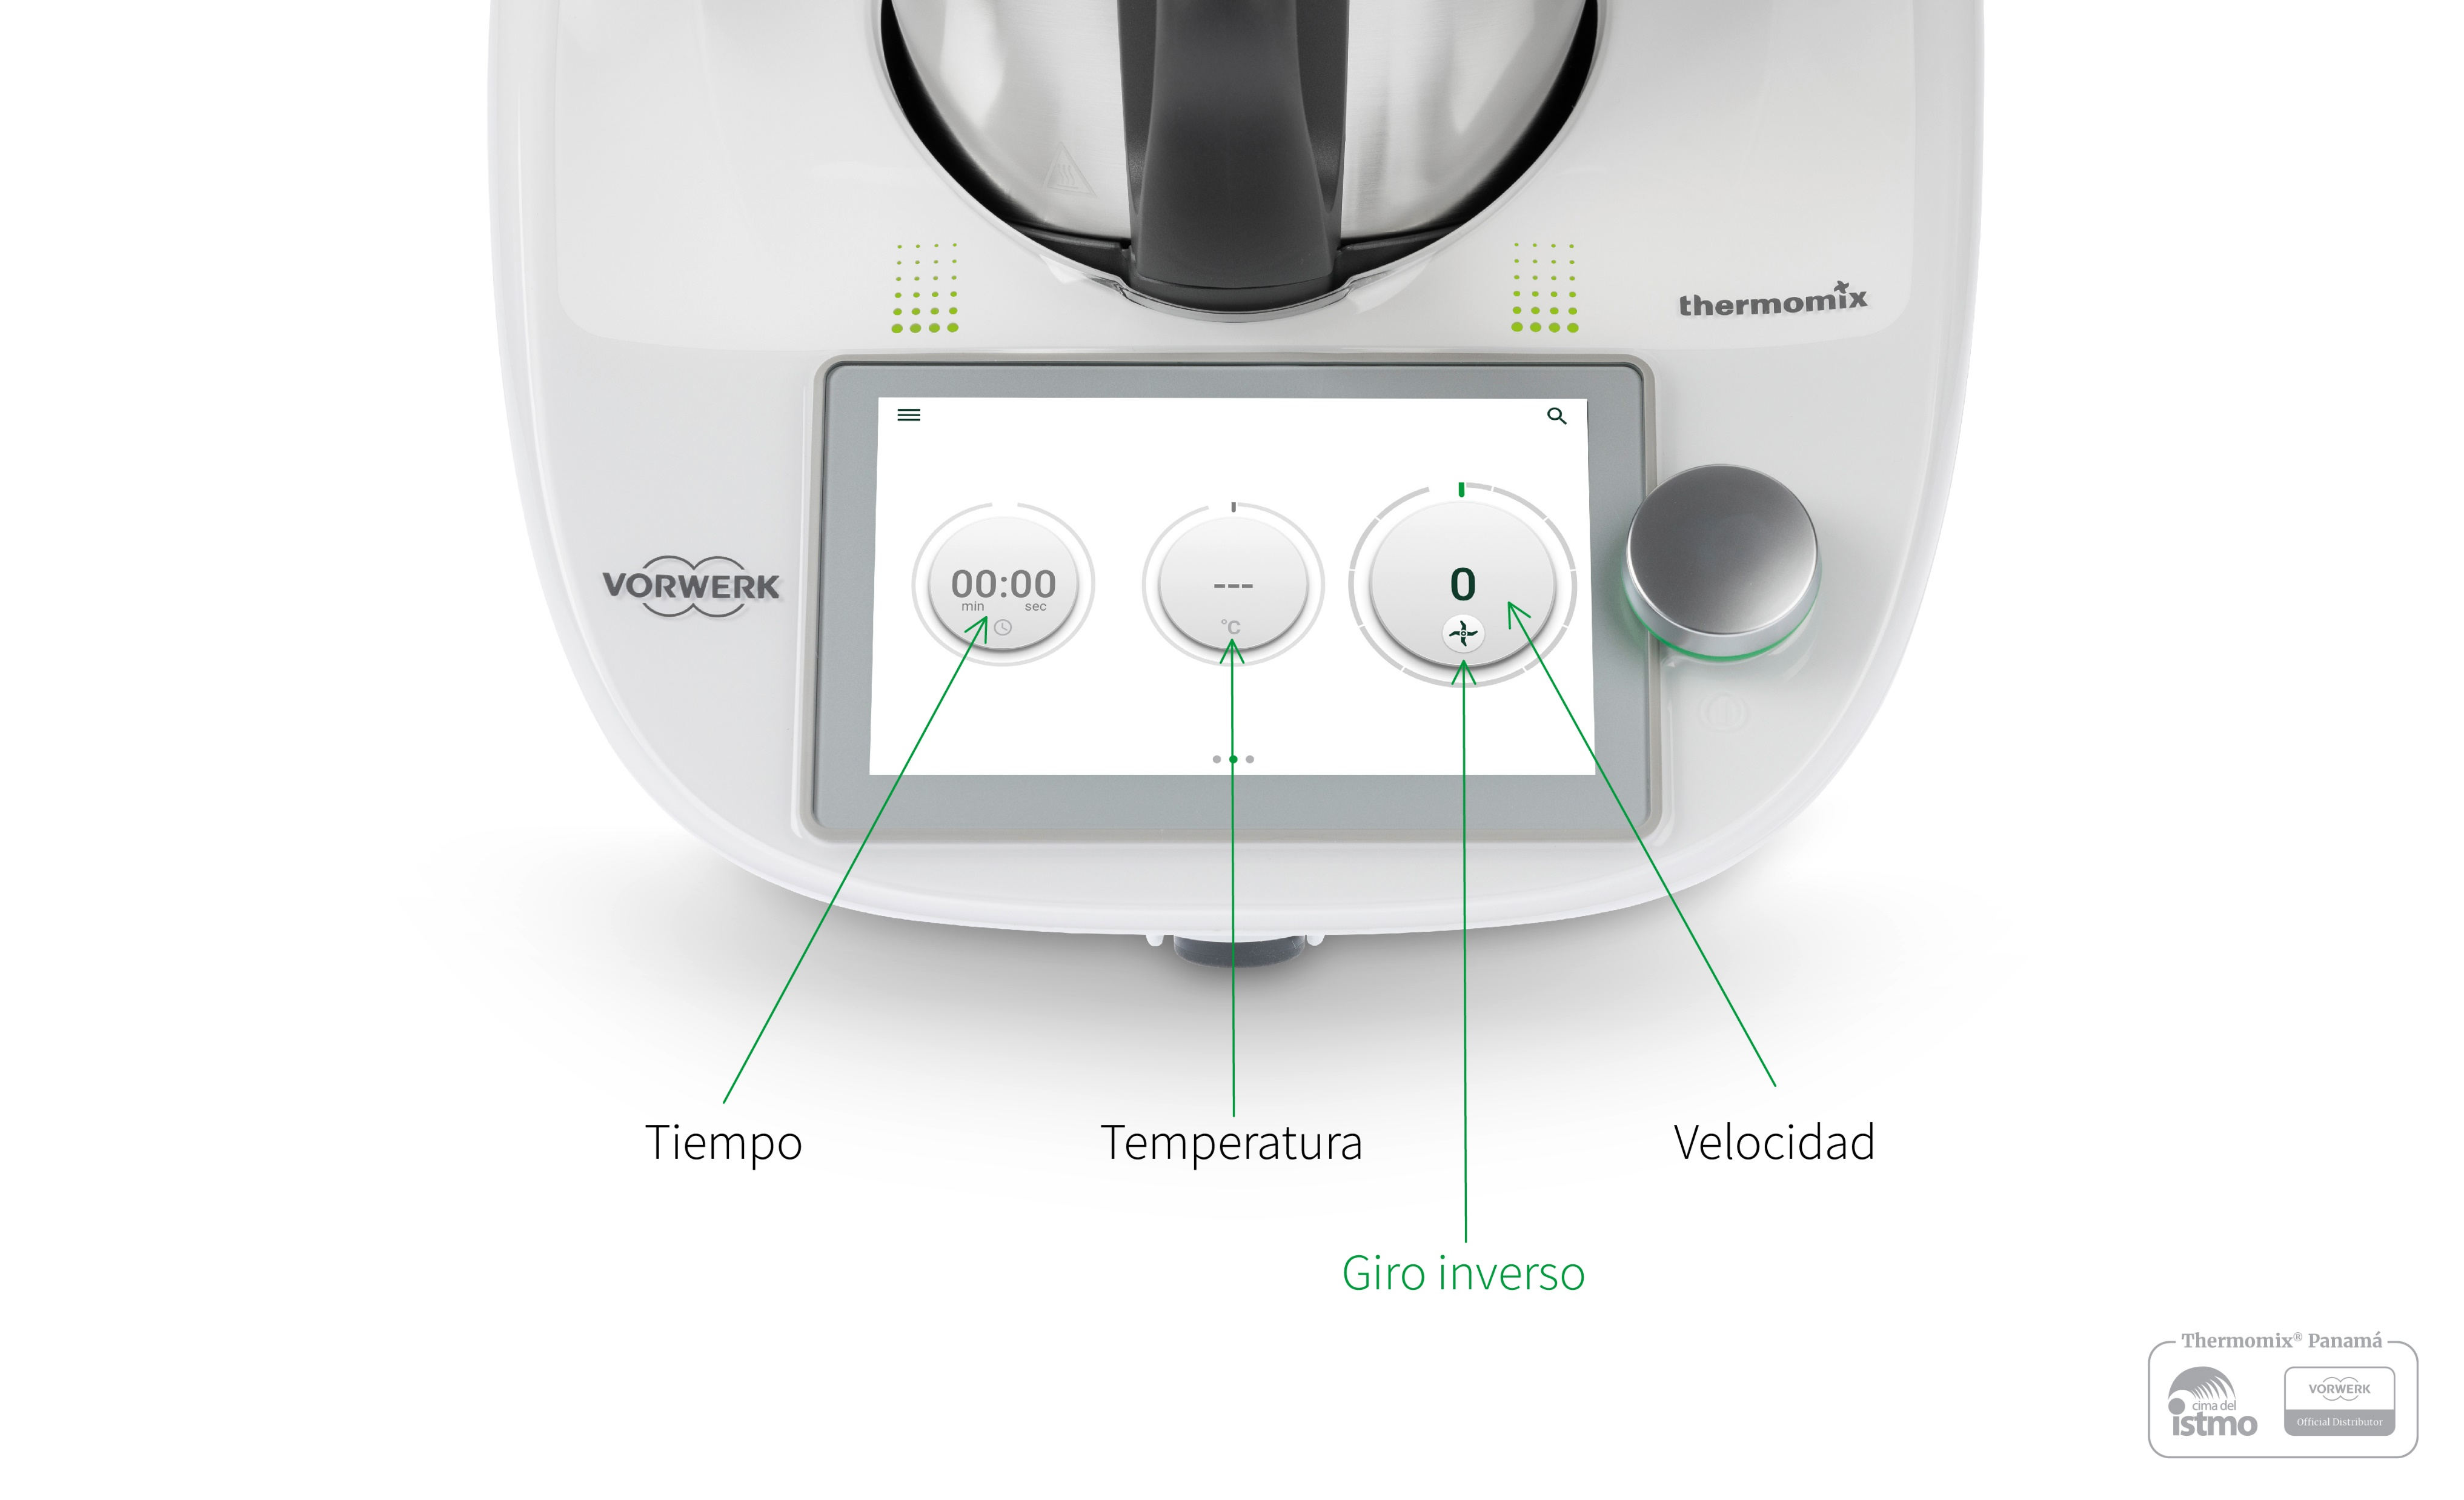 thermomix
VORWERK
00:00
min sec
---
°C
0
Tiempo
Temperatura
Velocidad
Giro inverso
Thermomix® Panamá
cima del
istmo
VORWERK
Official Distributor